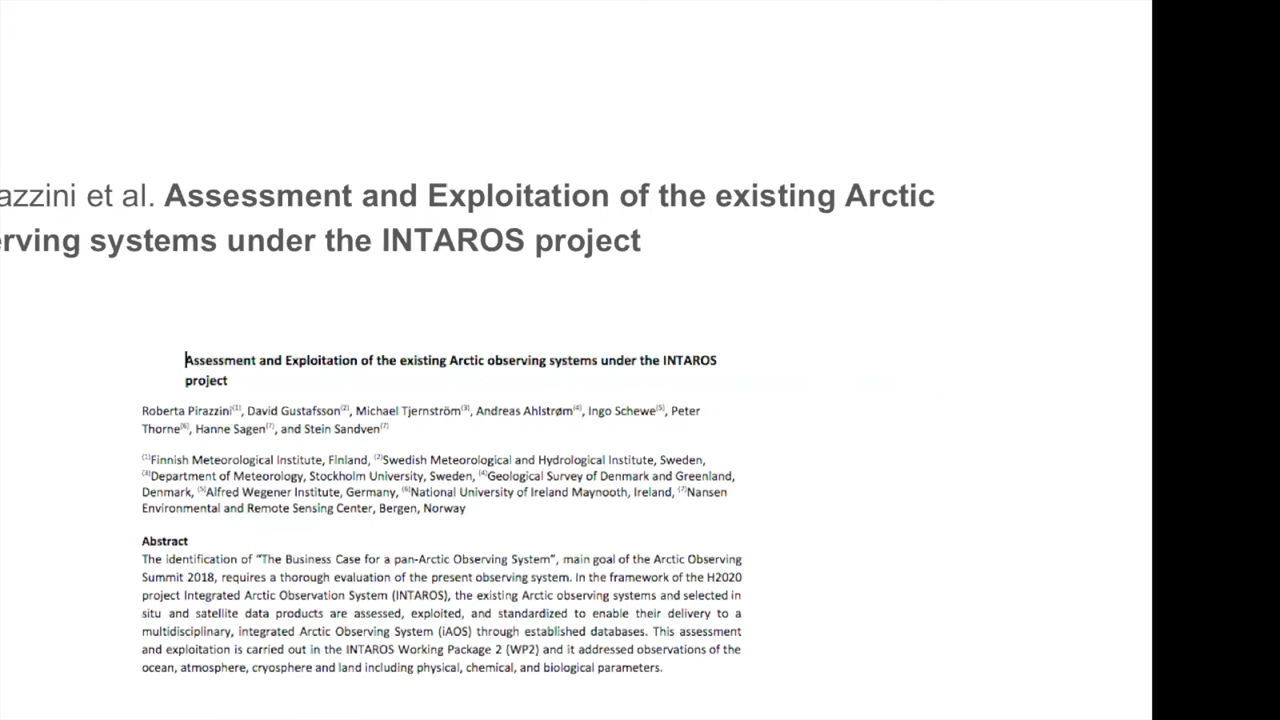 azzini et al. Assessment and Exploitation of the existing Arctic
erving systems under the INTAROS project
Assessment and Exploitation of the existing Arctic observing systems under the INTAROS
project
Roberta Pirazzini(1), David Gustafsson(2), Michael Tjernström(3), Andreas Ahlstrøm(4), Ingo Schewe(5), Peter
Thorne(6), Hanne Sagen(7), and Stein Sandven(7)
(1)Finnish Meteorological Institute, Finland, (2)Swedish Meteorological and Hydrological Institute, Sweden,
(3)Department of Meteorology, Stockholm University, Sweden, (4)Geological Survey of Denmark and Greenland,
Denmark, (5)Alfred Wegener Institute, Germany, (6)National University of Ireland Maynooth, Ireland, (7)Nansen
Environmental and Remote Sensing Center, Bergen, Norway
Abstract
The identification of "The Business Case for a pan-Arctic Observing System", main goal of the Arctic Observing
Summit 2018, requires a thorough evaluation of the present observing system. In the framework of the H2020
project Integrated Arctic Observation System (INTAROS), the existing Arctic observing systems and selected in
situ and satellite data products are assessed, exploited, and standardized to enable their delivery to a
multidisciplinary, integrated Arctic Observing System (iAOS) through established databases. This assessment
and exploitation is carried out in the INTAROS Working Package 2 (WP2) and it addressed observations of the
ocean, atmosphere, cryosphere and land including physical, chemical, and biological parameters.